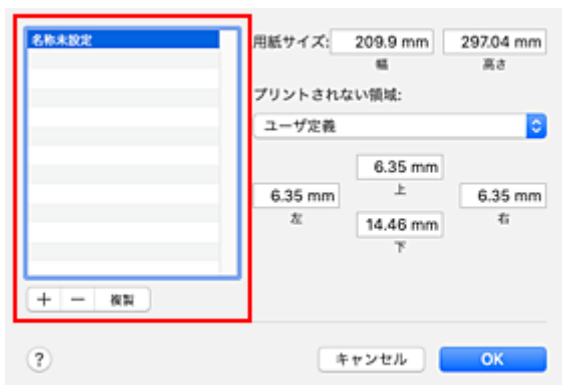 名称未設定
用紙サイズ: 209.9 mm 297.04 mm
幅 高さ
プリントされない領域:
ユーザ定義
6.35 mm
上
6.35 mm 6.35 mm
左 右
14.46 mm
下
+ − 複製
? キャンセル OK